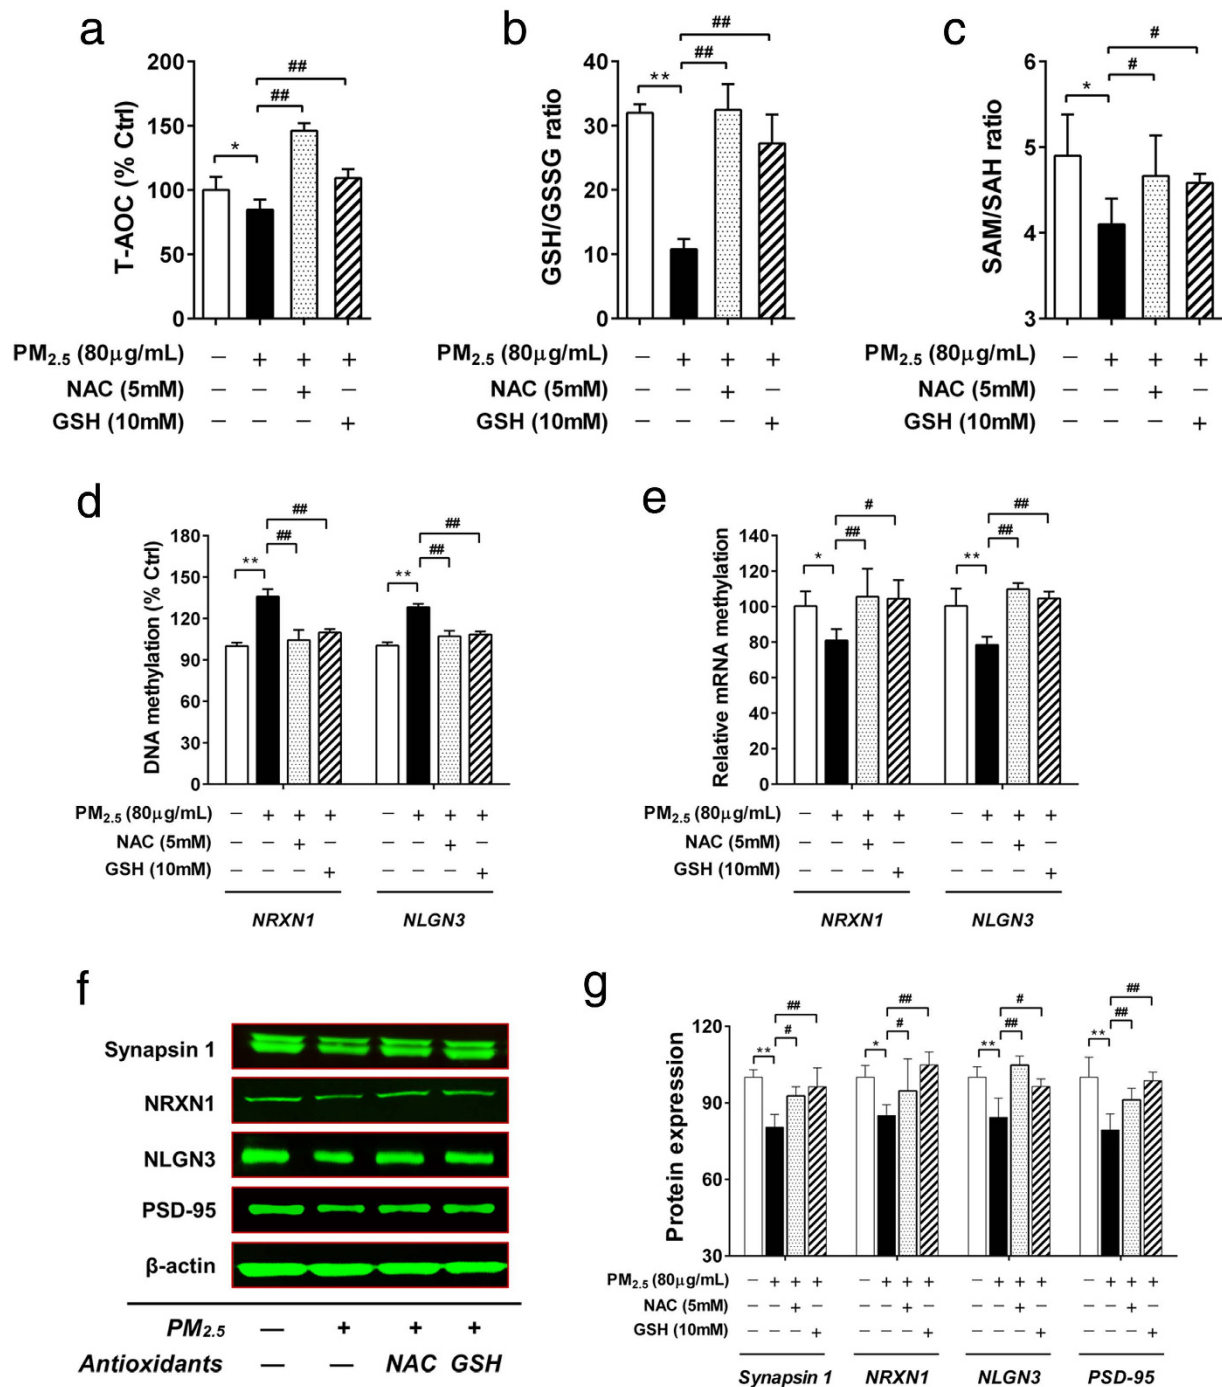 a
b
c
T-AOC (% Ctrl)
200
150
100
50
0
*
##
##
GSH/GSSG ratio
40
30
20
10
0
**
##
##
SAM/SAH ratio
6
5
4
3
*
#
#
PM2.5 (80μg/mL) – + + +
NAC (5mM) – – + –
GSH (10mM) – – – +
PM2.5 (80μg/mL) – + + +
NAC (5mM) – – + –
GSH (10mM) – – – +
PM2.5 (80μg/mL) – + + +
NAC (5mM) – – + –
GSH (10mM) – – – +
d
e
DNA methylation (% Ctrl)
180
150
120
90
60
30
0
**
##
##
**
##
##
Relative mRNA methylation
140
120
100
80
60
40
20
0
*
##
#
**
##
##
PM2.5 (80μg/mL) – + + + – + + +
NAC (5mM) – – + – – – + –
GSH (10mM) – – – + – – – +
NRXN1 NLGN3
PM2.5 (80μg/mL) – + + + – + + +
NAC (5mM) – – + – – – + –
GSH (10mM) – – – + – – – +
NRXN1 NLGN3
f
Synapsin 1
NRXN1
NLGN3
PSD-95
β-actin
PM2.5 — + + +
Antioxidants — — NAC GSH
g
Protein expression
120
90
60
30
**
#
##
*
#
##
**
##
#
**
##
##
PM2.5 (80μg/mL) – + + + – + + + – + + + – + + +
NAC (5mM) – – + – – – + – – – + – – – + –
GSH (10mM) – – – + – – – + – – – + – – – +
Synapsin 1 NRXN1 NLGN3 PSD-95